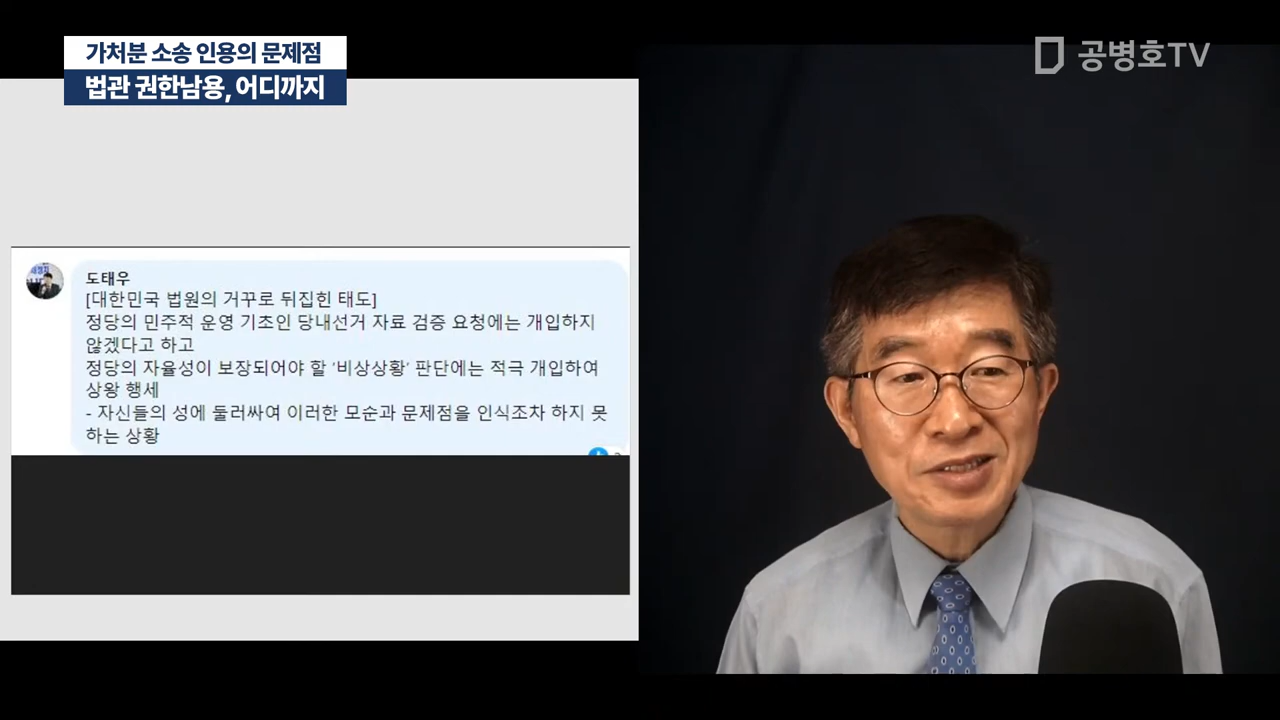 가처분 소송 인용의 문제점
법관 권한남용, 어디까지
공병호TV
도태우
[대한민국 법원의 거꾸로 뒤집힌 태도]
정당의 민주적 운영 기초인 당내선거 자료 검증 요청에는 개입하지
않겠다고 하고
정당의 자율성이 보장되어야 할 '비상상황' 판단에는 적극 개입하여
상왕 행세
- 자신들의 성에 둘러싸여 이러한 모순과 문제점을 인식조차 하지 못
하는 상황